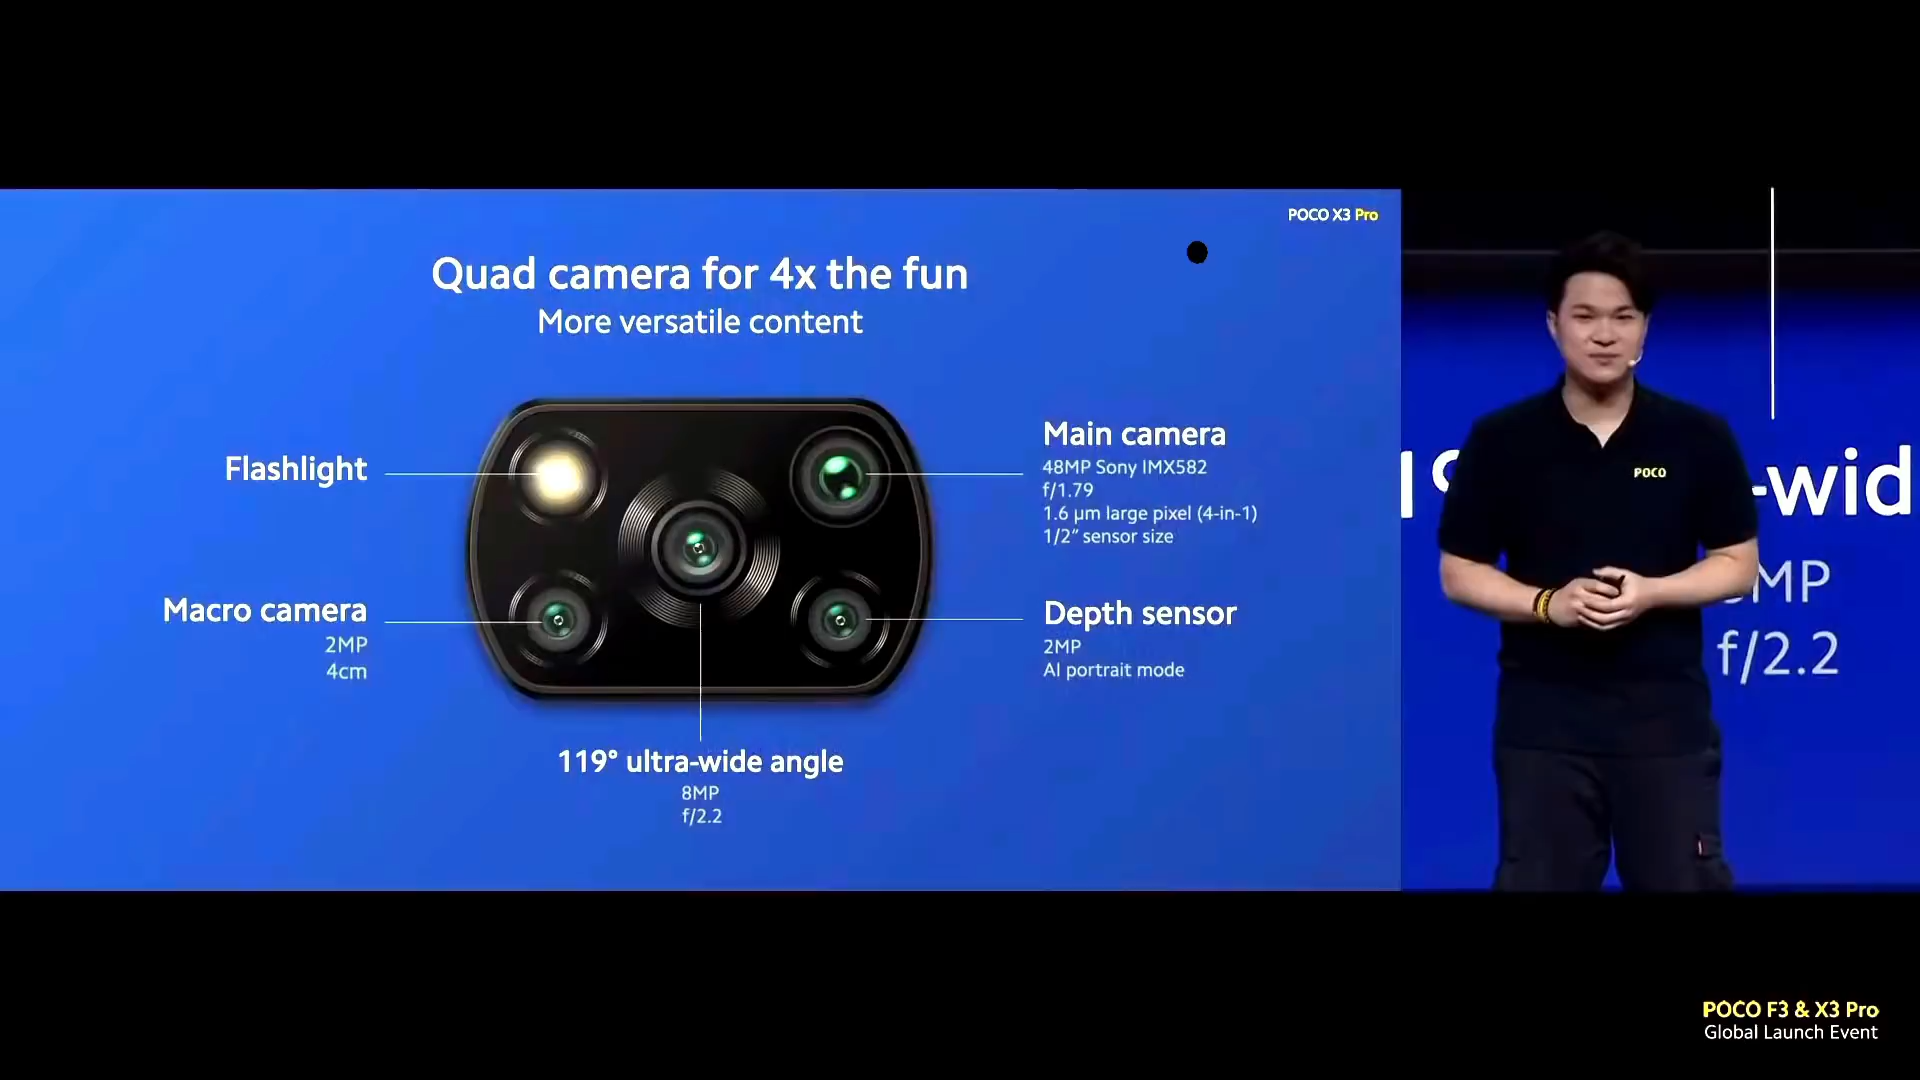 POCO X3 Pro
Quad camera for 4x the fun
More versatile content
Flashlight
Main camera
48MP Sony IMX582
f/1.79
1.6 µm large pixel (4-in-1)
1/2″ sensor size
Macro camera
2MP
4cm
Depth sensor
2MP
AI portrait mode
119° ultra-wide angle
8MP
f/2.2
POCO
-wid
MP
f/2.2
POCO F3 & X3 Pro
Global Launch Event